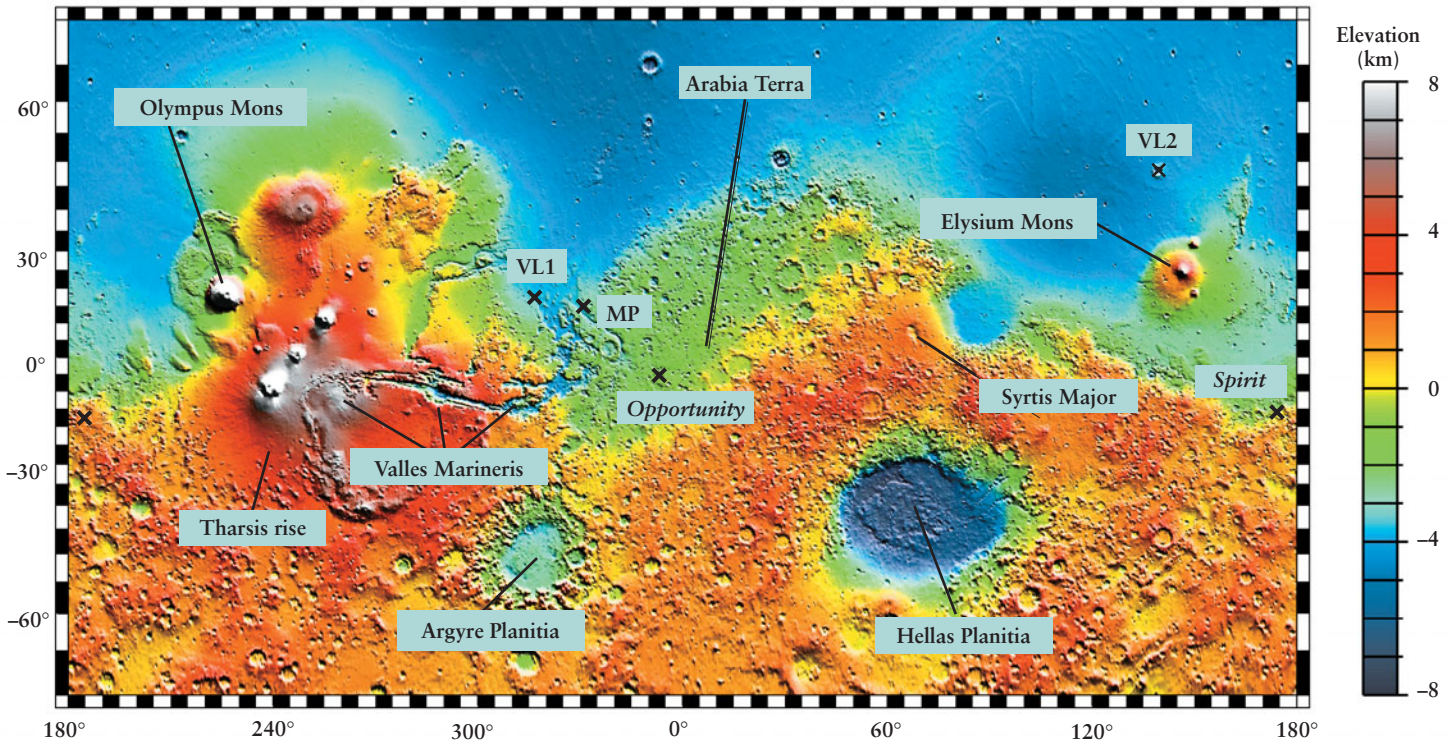 Elevation
(km)
8
4
0
−4
−8
60°
30°
0°
−30°
−60°
Olympus Mons
Arabia Terra
VL2
Elysium Mons
VL1
MP
Spirit
Opportunity
Syrtis Major
Valles Marineris
Tharsis rise
Argyre Planitia
Hellas Planitia
180°
240°
300°
0°
60°
120°
180°